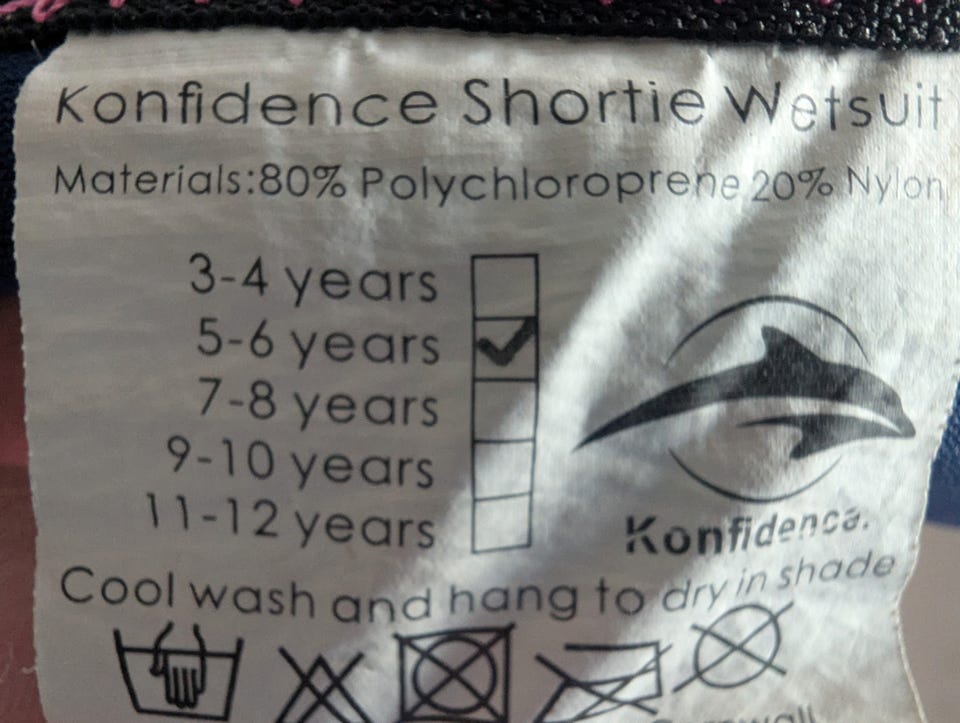 Konfidence Shortie Wetsuit
Materials:80% Polychloroprene 20% Nylon
3-4 years
5-6 years
7-8 years
9-10 years
11-12 years
Konfidence.
Cool wash and hang to dry in shade